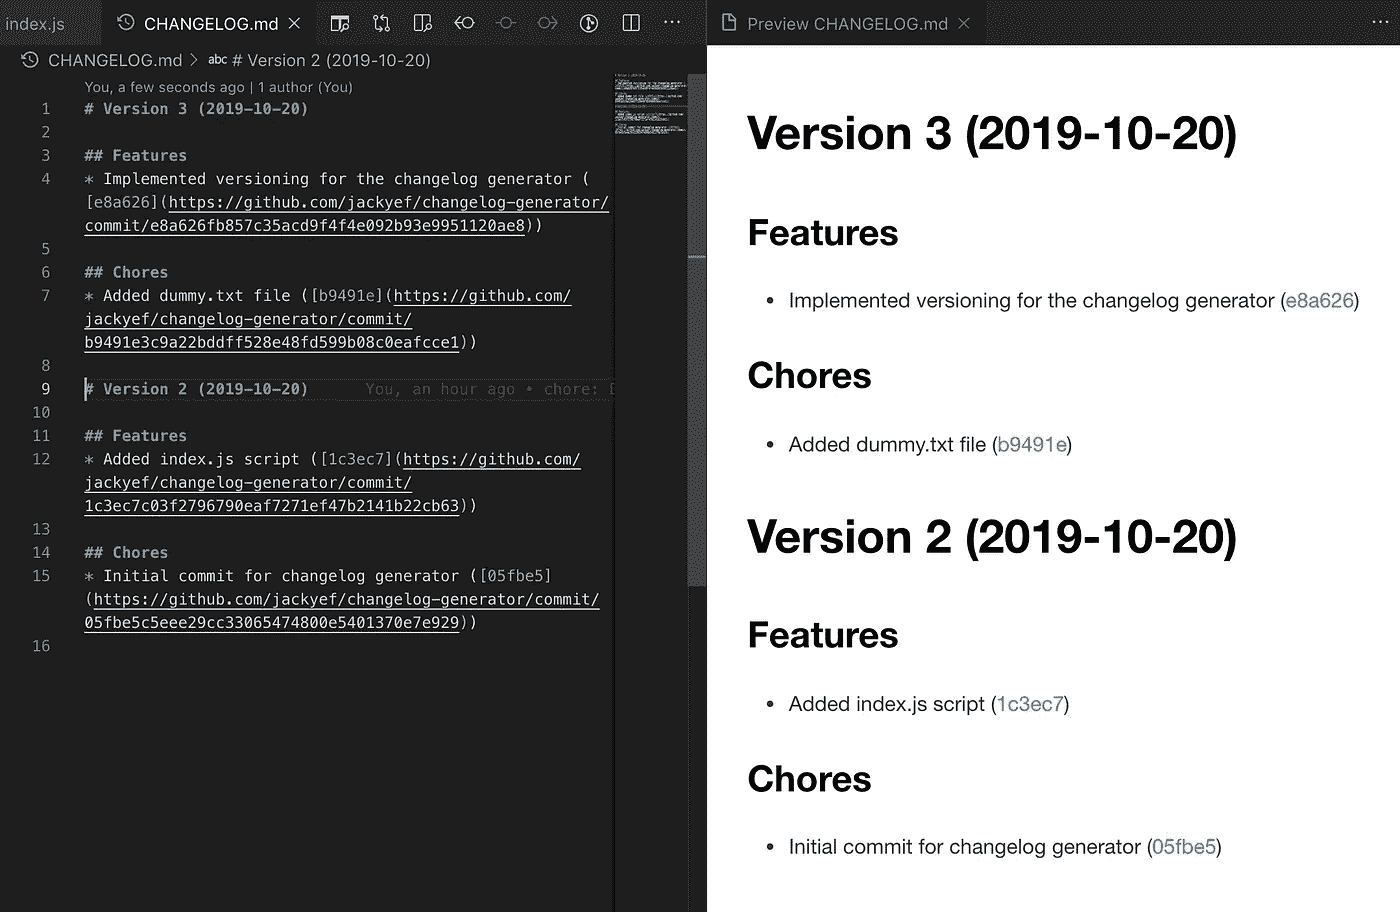 index.js
CHANGELOG.md
Preview CHANGELOG.md
CHANGELOG.md > abc # Version 2 (2019-10-20)
You, a few seconds ago | 1 author (You)
1 # Version 3 (2019-10-20)
2
3 ## Features
4 * Implemented versioning for the changelog generator (
[e8a626](https://github.com/jackyef/changelog-generator/
commit/e8a626fb857c35acd9f4f4e092b93e9951120ae8))
5
6 ## Chores
7 * Added dummy.txt file ([b9491e](https://github.com/
jackyef/changelog-generator/commit/
b9491e3c9a22bddff528e48fd599b08c0eafcce1))
8
9 # Version 2 (2019-10-20) You, an hour ago • chore:
10
11 ## Features
12 * Added index.js script ([1c3ec7](https://github.com/
jackyef/changelog-generator/commit/
1c3ec7c03f2796790eaf7271ef47b2141b22cb63))
13
14 ## Chores
15 * Initial commit for changelog generator ([05fbe5]
(https://github.com/jackyef/changelog-generator/commit/
05fbe5c5eee29cc33065474800e5401370e7e929))
16
Version 3 (2019-10-20)
Features
• Implemented versioning for the changelog generator (e8a626)
Chores
• Added dummy.txt file (b9491e)
Version 2 (2019-10-20)
Features
• Added index.js script (1c3ec7)
Chores
• Initial commit for changelog generator (05fbe5)